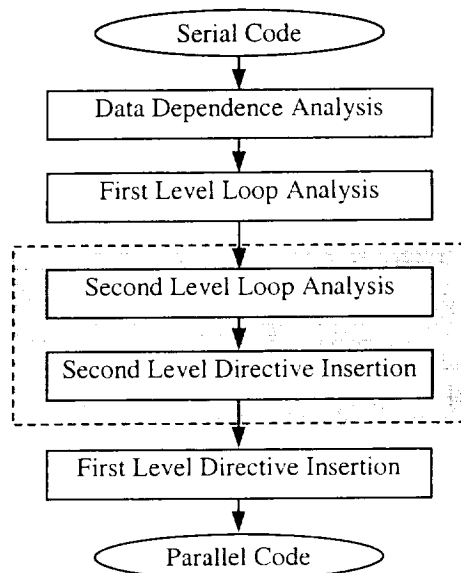 Serial Code
Data Dependence Analysis
First Level Loop Analysis
Second Level Loop Analysis
Second Level Directive Insertion
First Level Directive Insertion
Parallel Code